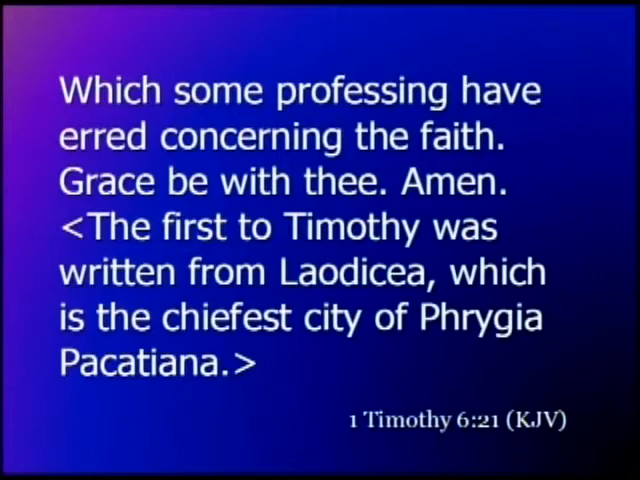 Which some professing have
erred concerning the faith.
Grace be with thee. Amen.
<The first to Timothy was
written from Laodicea, which
is the chiefest city of Phrygia
Pacatiana.>
1 Timothy 6:21 (KJV)